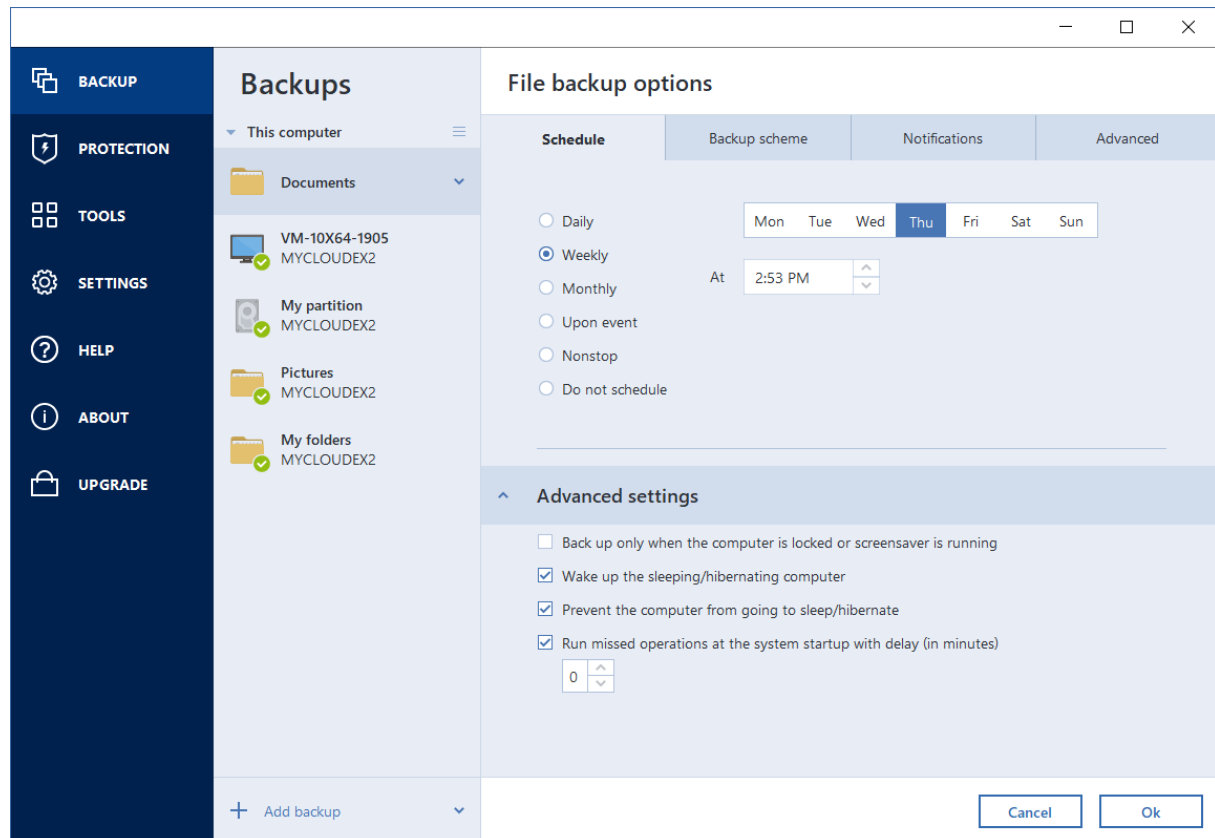 BACKUP
PROTECTION
TOOLS
SETTINGS
HELP
ABOUT
UPGRADE
Backups
This computer
Documents
VM-10X64-1905
MYCLOUDEX2
My partition
MYCLOUDEX2
Pictures
MYCLOUDEX2
My folders
MYCLOUDEX2
Add backup
File backup options
Schedule Backup scheme Notifications Advanced
Daily
Weekly
Monthly
Upon event
Nonstop
Do not schedule
Mon Tue Wed Thu Fri Sat Sun
At 2:53 PM
Advanced settings
Back up only when the computer is locked or screensaver is running
Wake up the sleeping/hibernating computer
Prevent the computer from going to sleep/hibernate
Run missed operations at the system startup with delay (in minutes)
0
Cancel Ok